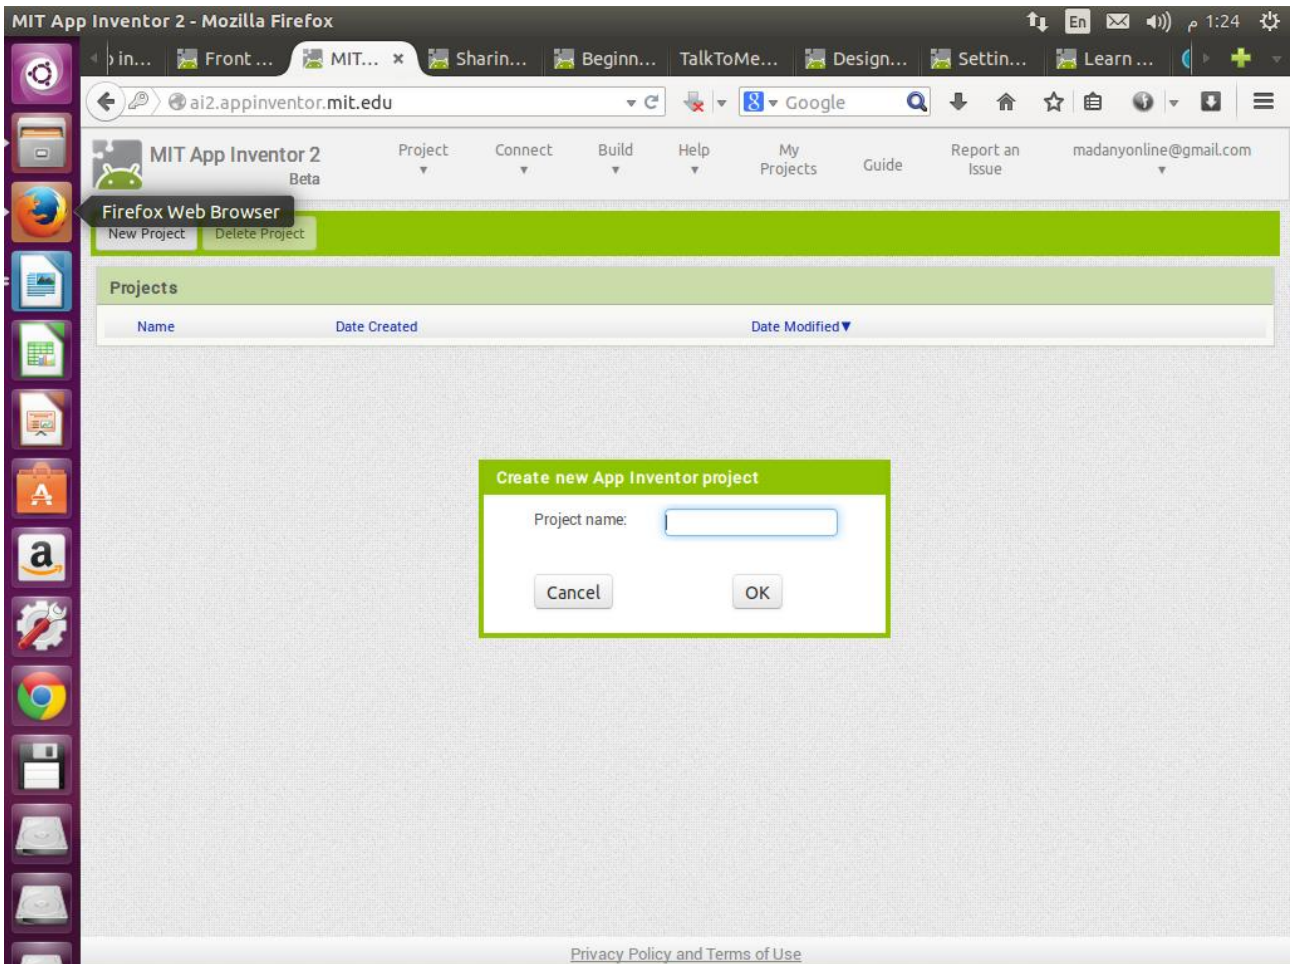 MIT App Inventor 2 - Mozilla Firefox
En
م 1:24
in...
Front ...
MIT...
Sharin...
Beginn...
TalkToMe...
Design...
Settin...
Learn ...
ai2.appinventor.mit.edu
8
Google
MIT App Inventor 2
Beta
Project
Connect
Build
Help
My
Projects
Guide
Report an
Issue
madanyonline@gmail.com
Firefox Web Browser
New Project
Delete Project
Projects
Name
Date Created
Date Modified▼
Create new App Inventor project
Project name:
Cancel
OK
a
Privacy Policy and Terms of Use